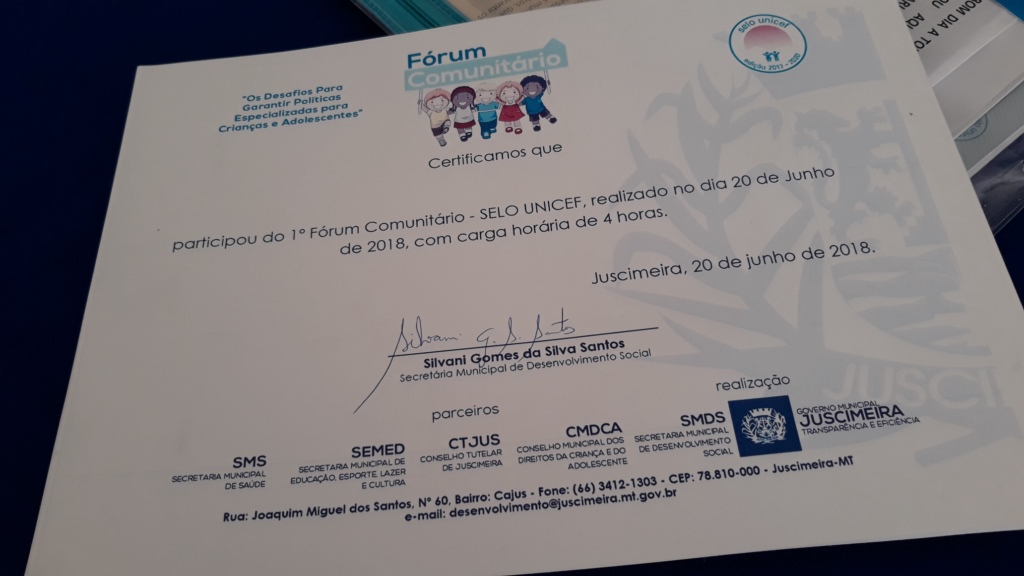 Fórum
Comunitário
selo unicef
edição 2017 - 2020
"Os Desafios Para
Garantir Políticas
Especializadas para
Crianças e Adolescentes"
Certificamos que
participou do 1º Fórum Comunitário - SELO UNICEF, realizado no dia 20 de Junho
de 2018, com carga horária de 4 horas.
Juscimeira, 20 de junho de 2018.
Silvani G. S. Santos
Silvani Gomes da Silva Santos
Secretária Municipal de Desenvolvimento Social
parceiros
realização
SMS
SECRETARIA MUNICIPAL
DE SAÚDE
SEMED
SECRETARIA MUNICIPAL DE
EDUCAÇÃO, ESPORTE, LAZER
E CULTURA
CTJUS
CONSELHO TUTELAR
DE JUSCIMEIRA
CMDCA
CONSELHO MUNICIPAL DOS
DIREITOS DA CRIANÇA E DO
ADOLESCENTE
SMDS
SECRETARIA MUNICIPAL
DE DESENVOLVIMENTO
SOCIAL
GOVERNO MUNICIPAL
JUSCIMEIRA
TRANSPARÊNCIA E EFICIÊNCIA
JUSCI
Rua: Joaquim Miguel dos Santos, Nº 60, Bairro: Cajus - Fone: (66) 3412-1303 - CEP: 78.810-000 - Juscimeira-MT
e-mail: desenvolvimento@juscimeira.mt.gov.br
BOM DIA A TO